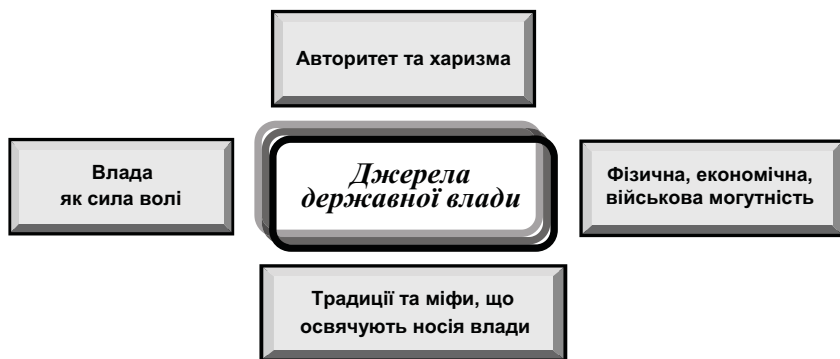 Авторитет та харизма
Влада
як сила волі
Джерела
державної влади
Фізична, економічна,
військова могутність
Традиції та міфи, що
освячують носія влади